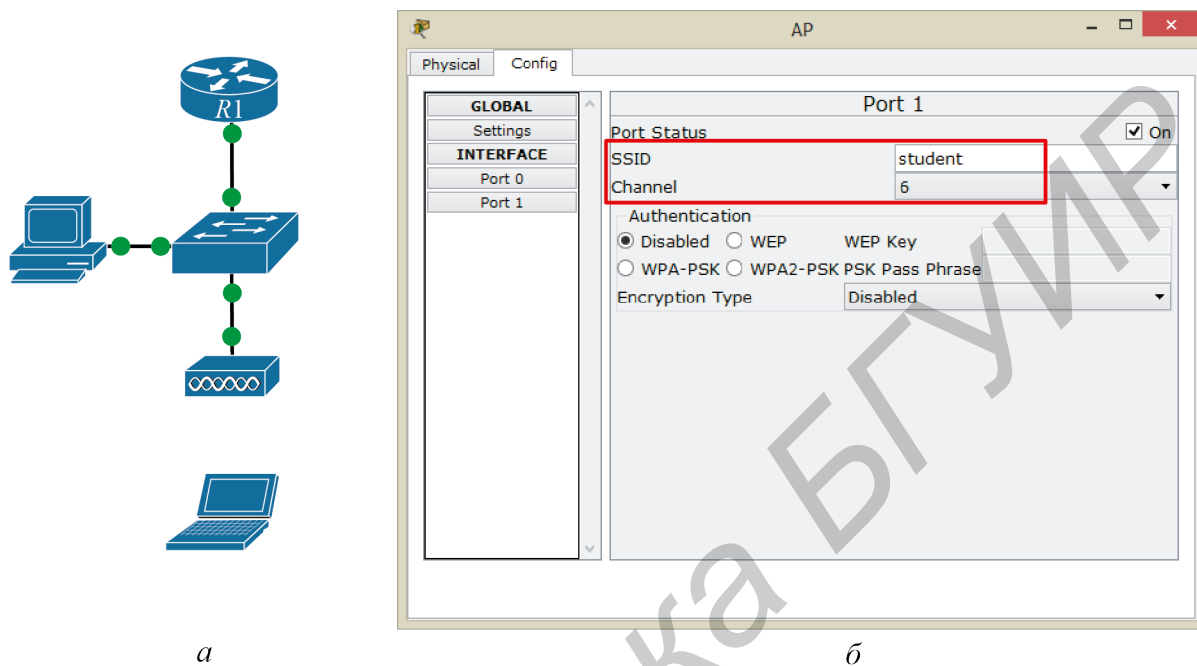 R1
AP
Physical Config
GLOBAL
Settings
INTERFACE
Port 0
Port 1
Port 1
Port Status On
SSID student
Channel 6
Authentication
Disabled WEP WEP Key
WPA-PSK WPA2-PSK PSK Pass Phrase
Encryption Type Disabled
ка БГУИР
а
б